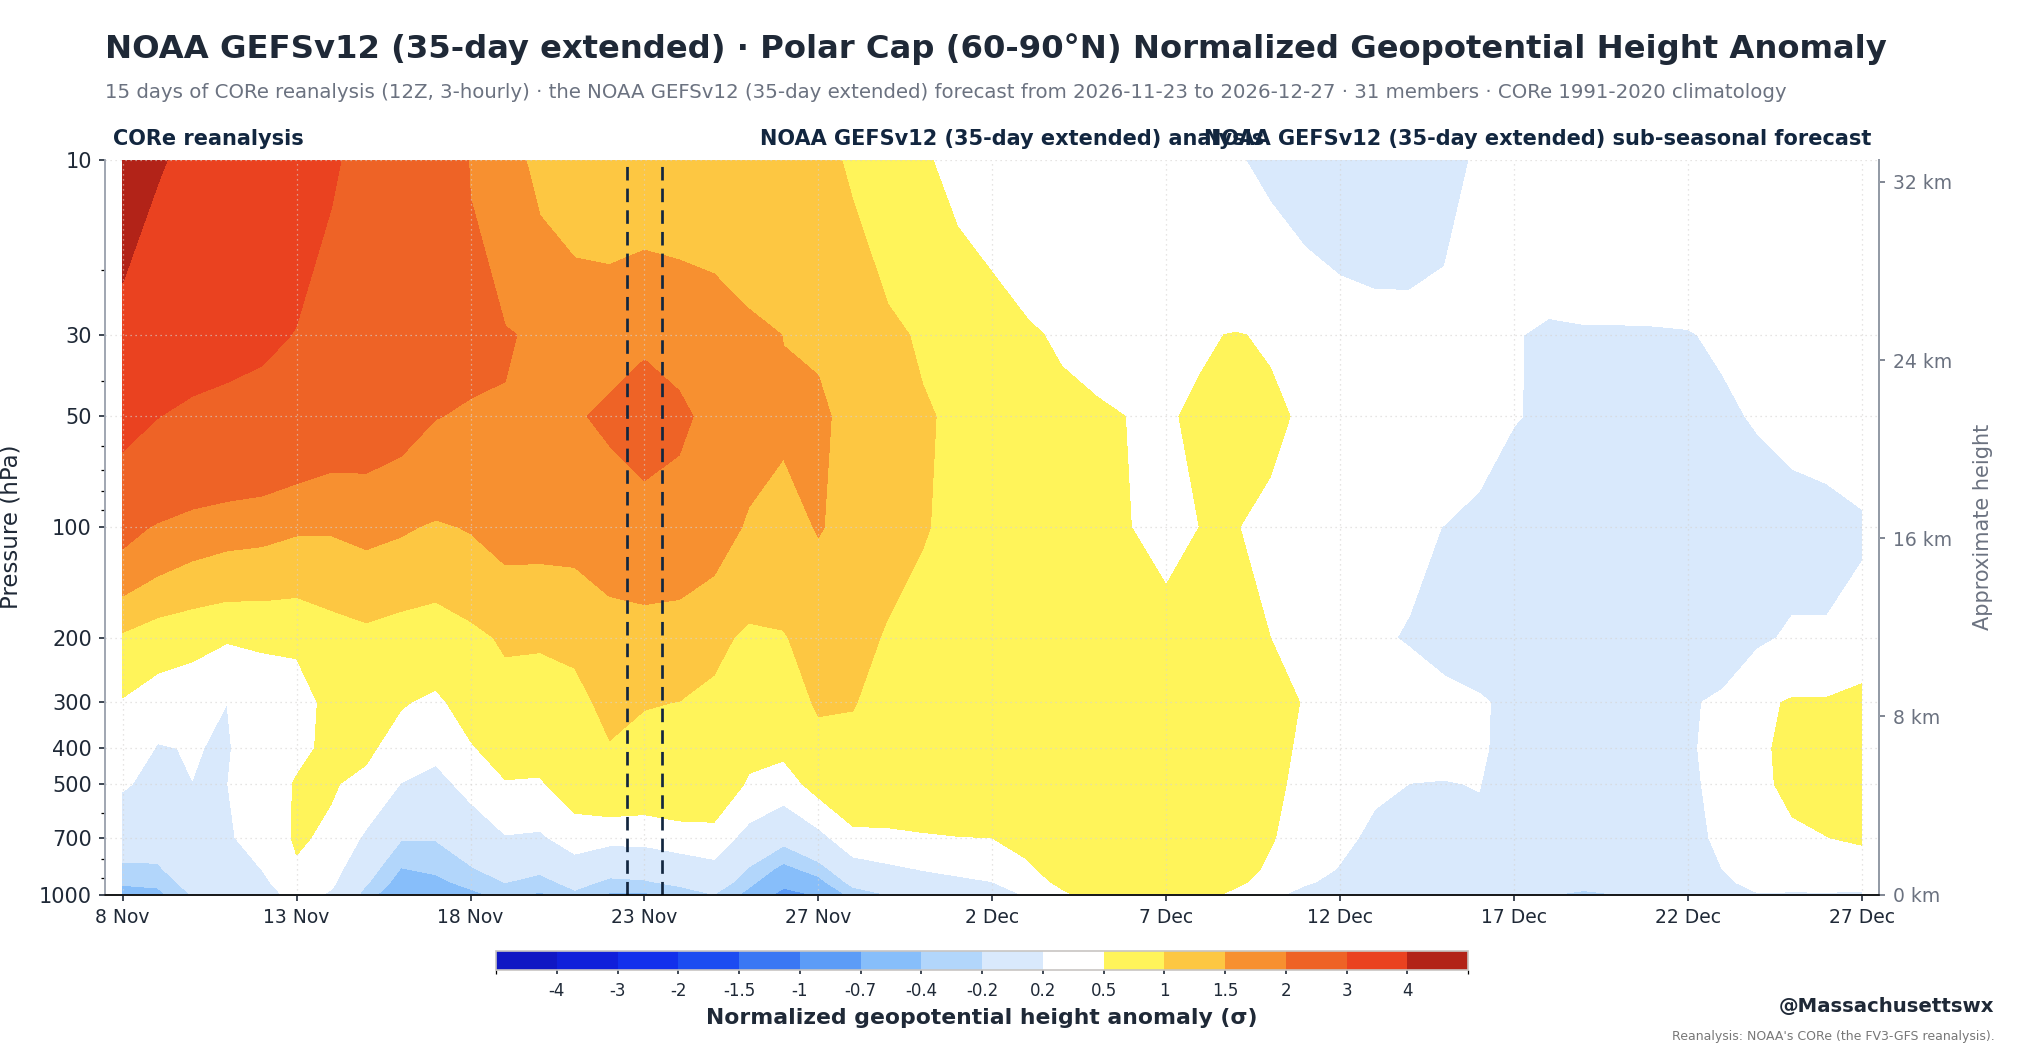 NOAA GEFSv12 (35-day extended) · Polar Cap (60-90°N) Normalized Geopotential Height Anomaly
15 days of CORe reanalysis (12Z, 3-hourly) · the NOAA GEFSv12 (35-day extended) forecast from 2026-11-23 to 2026-12-27 · 31 members · CORe 1991-2020 climatology
CORe reanalysis
NOAA GEFSv12 (35-day extended) analysis
NOAA GEFSv12 (35-day extended) sub-seasonal forecast
Pressure (hPa)
10
30
50
100
200
300
400
500
700
1000
32 km
24 km
16 km
8 km
0 km
Approximate height
8 Nov 13 Nov 18 Nov 23 Nov 27 Nov 2 Dec 7 Dec 12 Dec 17 Dec 22 Dec 27 Dec
-4 -3 -2 -1.5 -1 -0.7 -0.4 -0.2 0.2 0.5 1 1.5 2 3 4
Normalized geopotential height anomaly (σ)
@Massachusettswx
Reanalysis: NOAA's CORe (the FV3-GFS reanalysis).